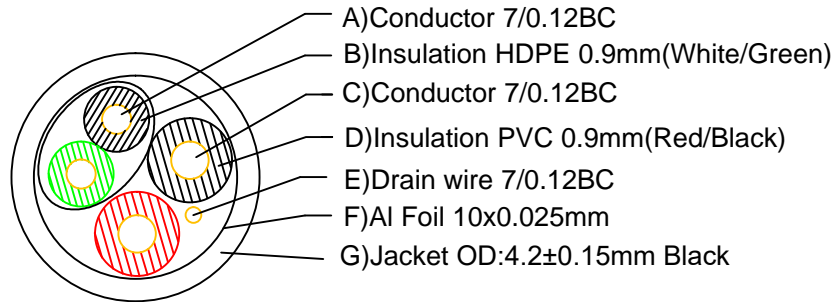 A)Conductor 7/0.12BC
B)Insulation HDPE 0.9mm(White/Green)
C)Conductor 7/0.12BC
D)Insulation PVC 0.9mm(Red/Black)
E)Drain wire 7/0.12BC
F)Al Foil 10x0.025mm
G)Jacket OD:4.2±0.15mm Black